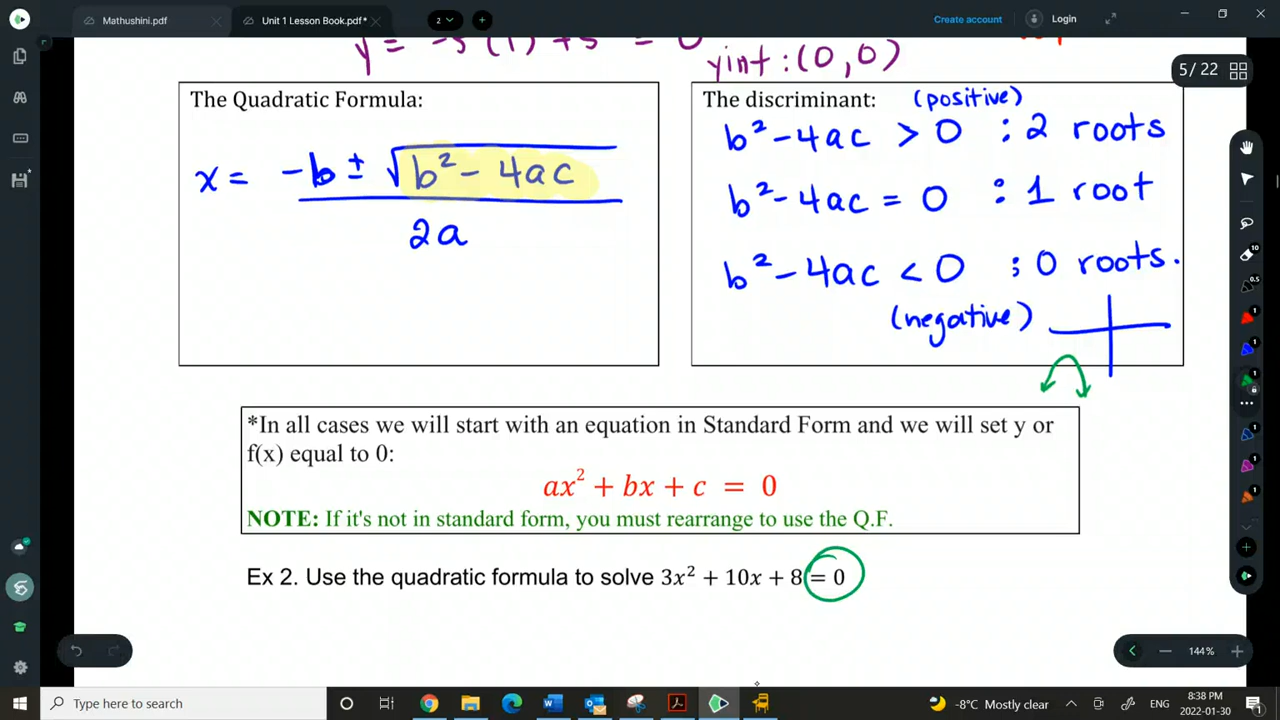 Mathushini.pdf
Unit 1 Lesson Book.pdf*
2
Create account
Login
yint : (0,0)
5 / 22
The Quadratic Formula:
x = -b ± √b² - 4ac
2a
The discriminant: (positive)
b² - 4ac > 0 : 2 roots
b² - 4ac = 0 : 1 root
b² - 4ac < 0 : 0 roots.
(negative)
*In all cases we will start with an equation in Standard Form and we will set y or
f(x) equal to 0:
ax² + bx + c = 0
NOTE: If it's not in standard form, you must rearrange to use the Q.F.
Ex 2. Use the quadratic formula to solve 3x² + 10x + 8 = 0
144%
Type here to search
-8°C Mostly clear
ENG
8:38 PM
2022-01-30